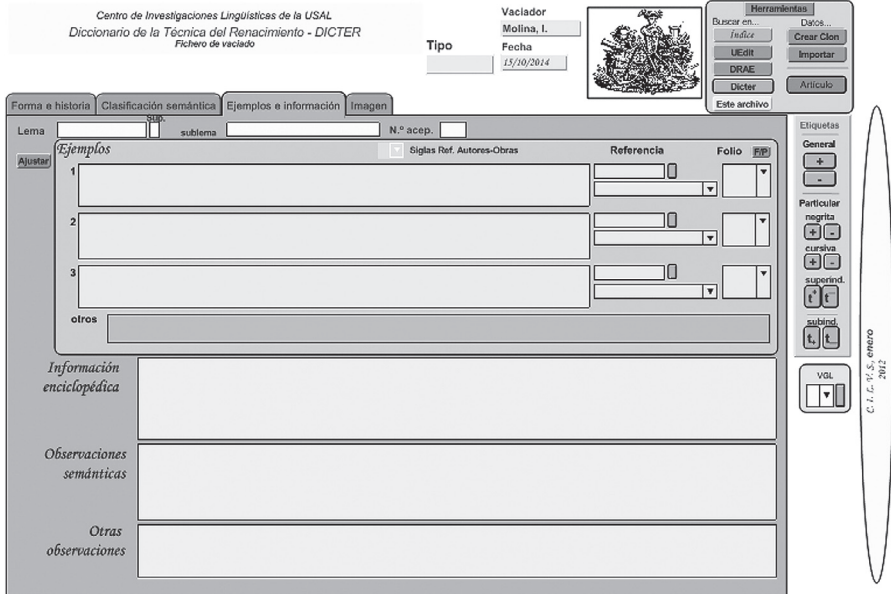 Centro de Investigaciones Lingüísticas de la USAL
Diccionario de la Técnica del Renacimiento - DICTER
Fichero de vaciado
Tipo
Vaciador
Molina, I.
Fecha
15/10/2014
Herramientas
Buscar en...
Datos...
Índice
Crear Clon
UEdit
Importar
DRAE
Dicter
Artículo
Este archivo
Forma e historia
Clasificación semántica
Ejemplos e información
Imagen
Lema
Sup.
sublema
N.º acep.
Ajustar
Ejemplos
Siglas Ref. Autores-Obras
Referencia
Folio
F/P
1
2
3
otros
Información
enciclopédica
Observaciones
semánticas
Otras
observaciones
Etiquetas
General
+
-
Particular
negrita
+ -
cursiva
+ -
superind.
t+ t-
subind.
t+ t-
VGL
C. I. L. V. S., enero
2012